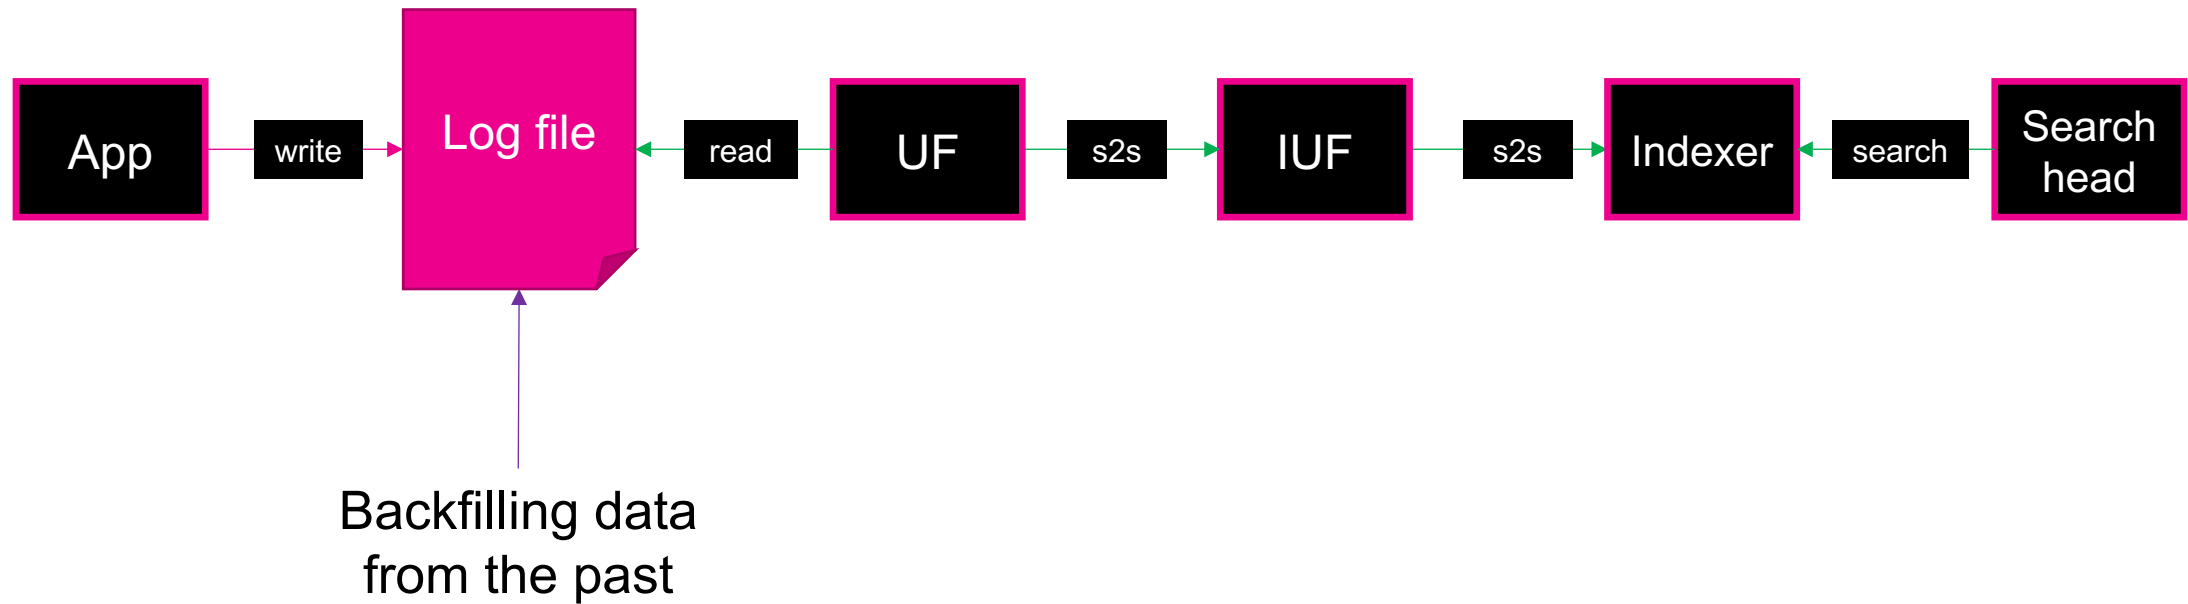 App
write
Log file
read
UF
s2s
IUF
s2s
Indexer
search
Search
head
Backfilling data
from the past